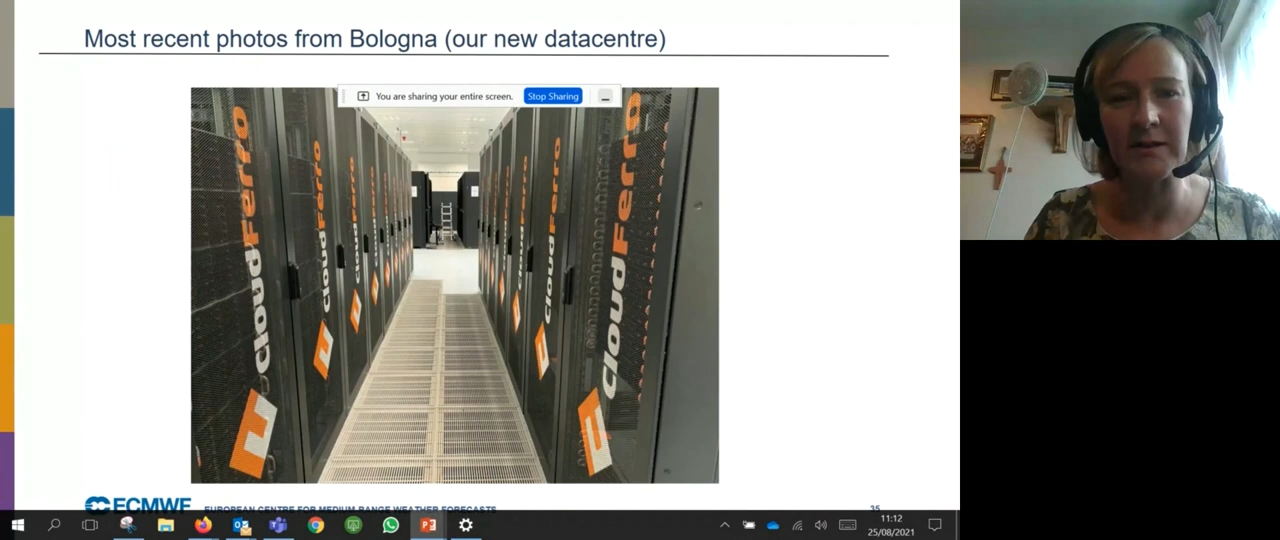 Most recent photos from Bologna (our new datacentre)
You are sharing your entire screen.
Stop Sharing
CloudFerro
CloudFerro
CloudFerro
CloudFerro
CloudFerro
ECMWF
EUROPEAN CENTRE FOR MEDIUM-RANGE WEATHER FORECASTS
35
11:12
25/08/2021